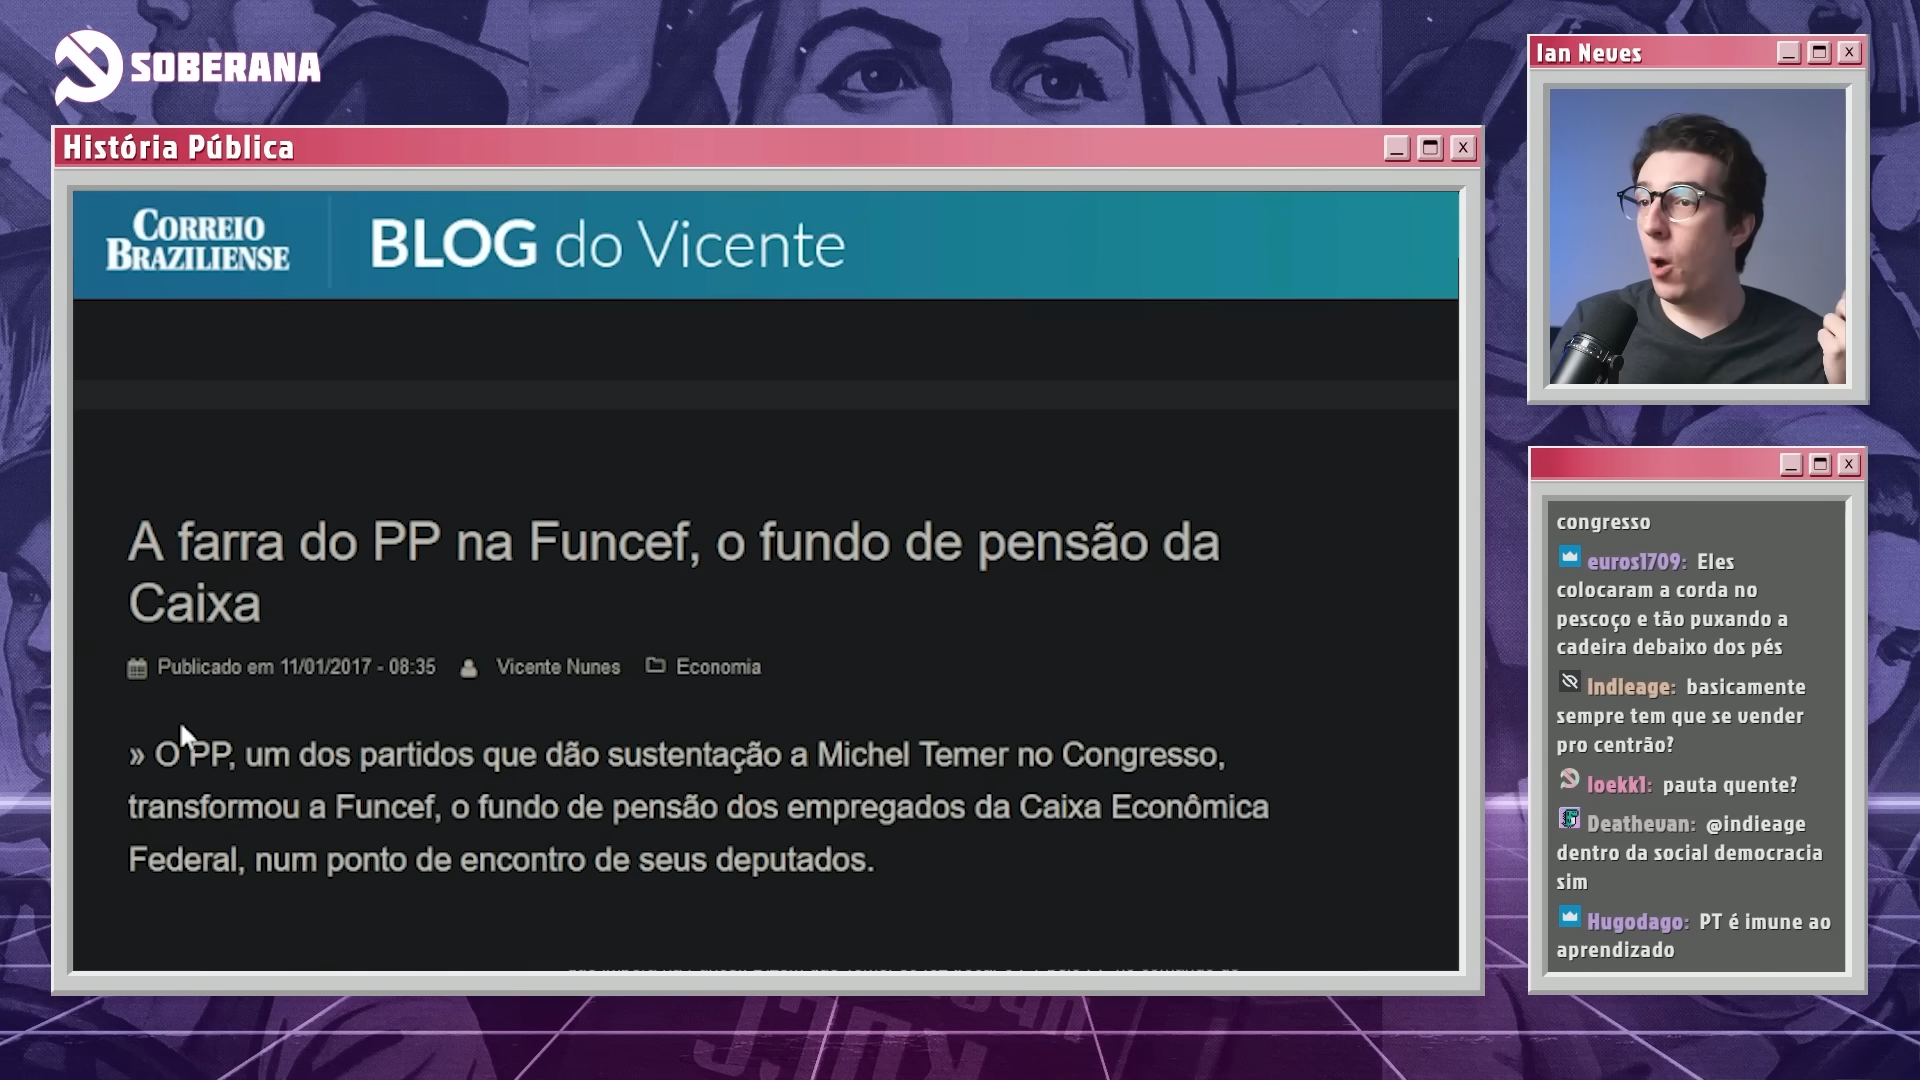 SOBERANA
História Pública
CORREIO
BRAZILIENSE
BLOG do Vicente
A farra do PP na Funcef, o fundo de pensão da
Caixa
Publicado em 11/01/2017 - 08:35 Vicente Nunes Economia
» O PP, um dos partidos que dão sustentação a Michel Temer no Congresso,
transformou a Funcef, o fundo de pensão dos empregados da Caixa Econômica
Federal, num ponto de encontro de seus deputados.
Ian Neves
congresso
euros1709: Eles
colocaram a corda no
pescoço e tão puxando a
cadeira debaixo dos pés
Indieage: basicamente
sempre tem que se vender
pro centrão?
loekk1: pauta quente?
Deathevan: @indieage
dentro da social democracia
sim
Hugodago: PT é imune ao
aprendizado